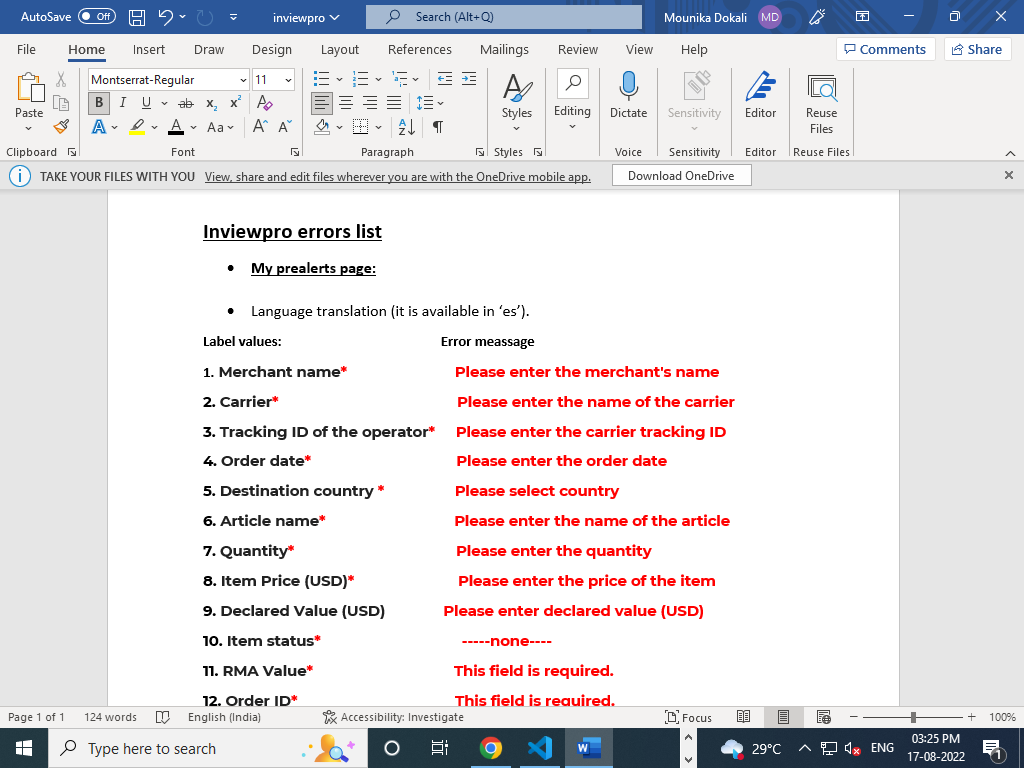 AutoSave Off inviewpro Search (Alt+Q) Mounika Dokali MD
File Home Insert Draw Design Layout References Mailings Review View Help Comments Share
Montserrat-Regular 11
Paste B I U ab x2 x2 A Styles Editing Dictate Sensitivity Editor Reuse Files
A A Aa A A
Clipboard Font Paragraph Styles Voice Sensitivity Editor Reuse Files
TAKE YOUR FILES WITH YOU View, share and edit files wherever you are with the OneDrive mobile app. Download OneDrive
Inviewpro errors list
• My prealerts page:
• Language translation (it is available in ‘es’).
Label values: Error meassage
1. Merchant name* Please enter the merchant's name
2. Carrier* Please enter the name of the carrier
3. Tracking ID of the operator* Please enter the carrier tracking ID
4. Order date* Please enter the order date
5. Destination country * Please select country
6. Article name* Please enter the name of the article
7. Quantity* Please enter the quantity
8. Item Price (USD)* Please enter the price of the item
9. Declared Value (USD) Please enter declared value (USD)
10. Item status* -----none----
11. RMA Value* This field is required.
12. Order ID* This field is required.
Page 1 of 1 124 words English (India) Accessibility: Investigate Focus 100%
Type here to search 29°C ENG 03:25 PM
17-08-2022 1